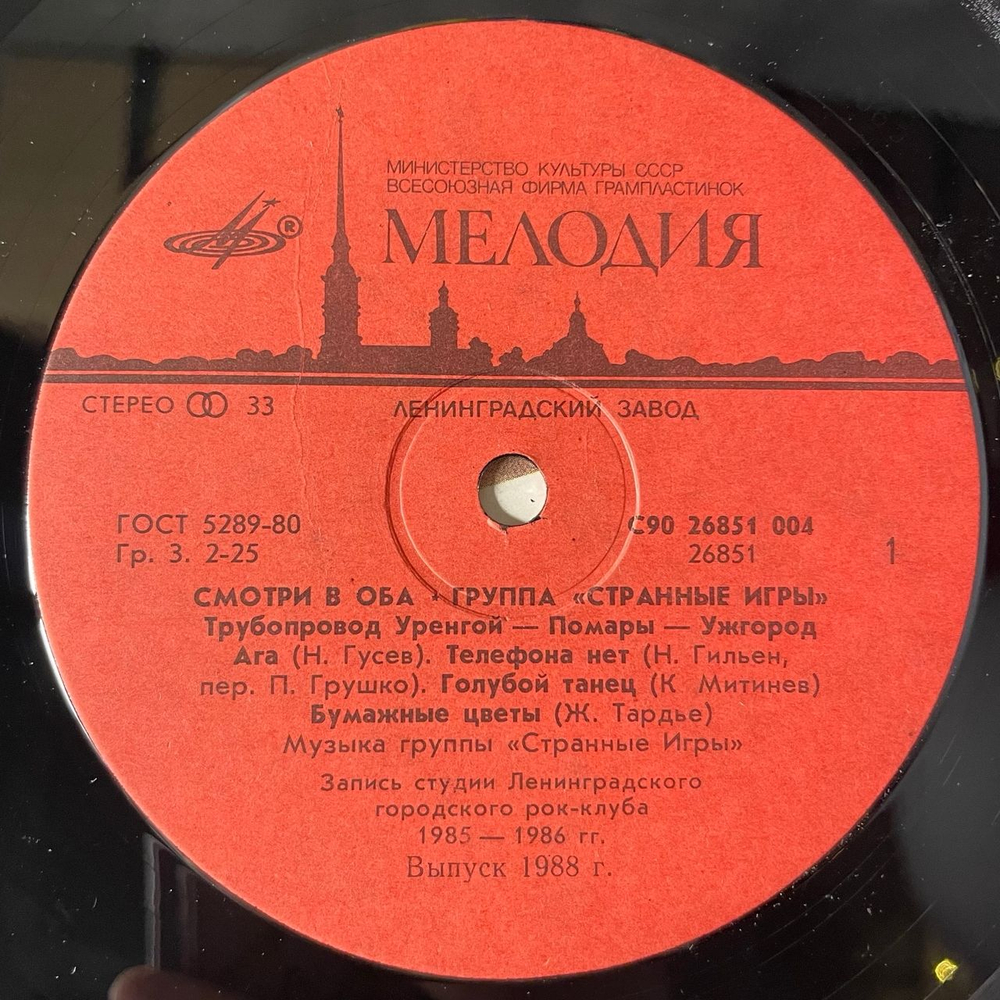 МИНИСТЕРСТВО КУЛЬТУРЫ СССР
ВСЕСОЮЗНАЯ ФИРМА ГРАМПЛАСТИНОК
МЕЛОДИЯ
®
СТЕРЕО 33
ЛЕНИНГРАДСКИЙ ЗАВОД
ГОСТ 5289-80
Гр. 3. 2-25
С90 26851 004
26851
1
СМОТРИ В ОБА · ГРУППА «СТРАННЫЕ ИГРЫ»
Трубопровод Уренгой — Помары — Ужгород
Ага (Н. Гусев). Телефона нет (Н. Гильен,
пер. П. Грушко). Голубой танец (К Митинев)
Бумажные цветы (Ж. Тардье)
Музыка группы «Странные Игры»
Запись студии Ленинградского
городского рок-клуба
1985 — 1986 гг.
Выпуск 1988 г.